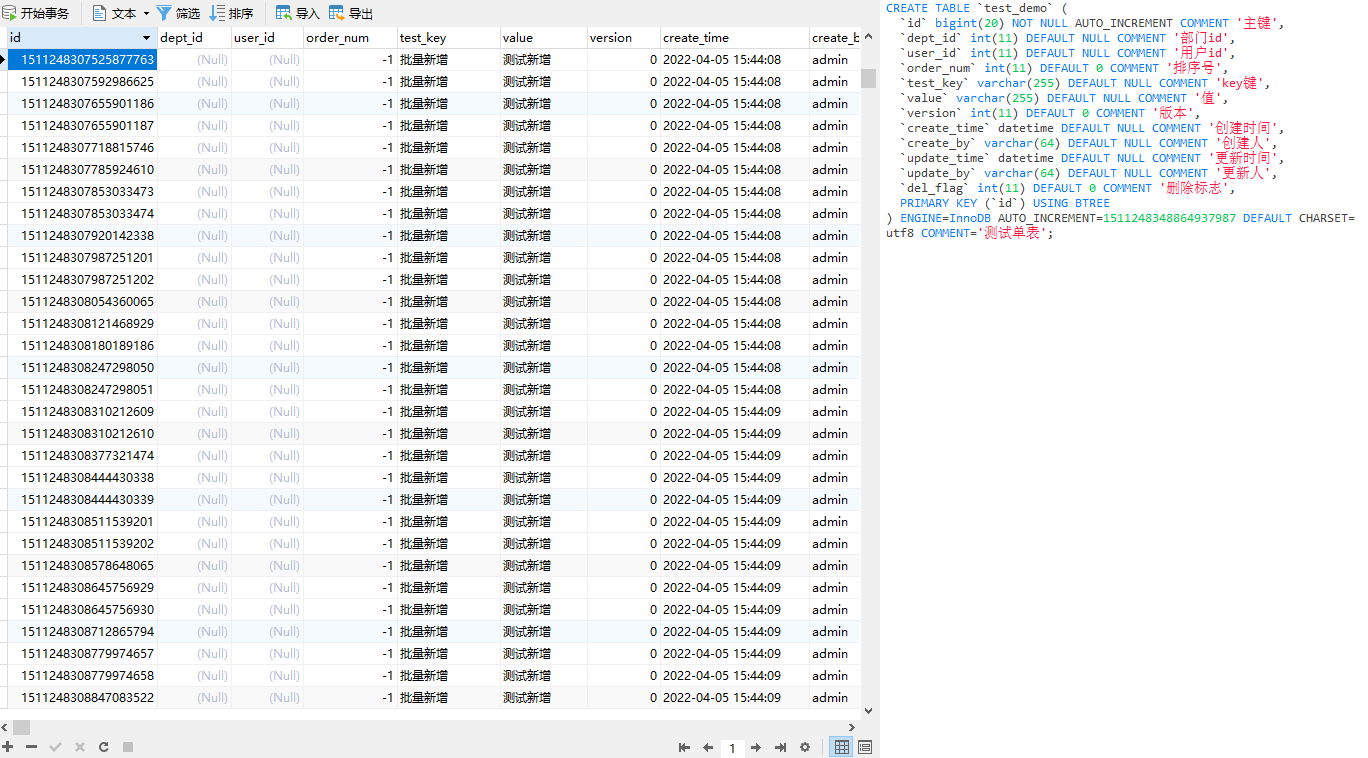 开始事务 文本 筛选 排序 导入 导出
id dept_id user_id order_num test_key value version create_time create_b
1511248307525877763 (Null) (Null) -1 批量新增 测试新增 0 2022-04-05 15:44:08 admin
1511248307592986625 (Null) (Null) -1 批量新增 测试新增 0 2022-04-05 15:44:08 admin
1511248307655901186 (Null) (Null) -1 批量新增 测试新增 0 2022-04-05 15:44:08 admin
1511248307655901187 (Null) (Null) -1 批量新增 测试新增 0 2022-04-05 15:44:08 admin
1511248307718815746 (Null) (Null) -1 批量新增 测试新增 0 2022-04-05 15:44:08 admin
1511248307785924610 (Null) (Null) -1 批量新增 测试新增 0 2022-04-05 15:44:08 admin
1511248307853033473 (Null) (Null) -1 批量新增 测试新增 0 2022-04-05 15:44:08 admin
1511248307853033474 (Null) (Null) -1 批量新增 测试新增 0 2022-04-05 15:44:08 admin
1511248307920142338 (Null) (Null) -1 批量新增 测试新增 0 2022-04-05 15:44:08 admin
1511248307987251201 (Null) (Null) -1 批量新增 测试新增 0 2022-04-05 15:44:08 admin
1511248307987251202 (Null) (Null) -1 批量新增 测试新增 0 2022-04-05 15:44:08 admin
1511248308054360065 (Null) (Null) -1 批量新增 测试新增 0 2022-04-05 15:44:08 admin
1511248308121468929 (Null) (Null) -1 批量新增 测试新增 0 2022-04-05 15:44:08 admin
1511248308180189186 (Null) (Null) -1 批量新增 测试新增 0 2022-04-05 15:44:08 admin
1511248308247298050 (Null) (Null) -1 批量新增 测试新增 0 2022-04-05 15:44:08 admin
1511248308247298051 (Null) (Null) -1 批量新增 测试新增 0 2022-04-05 15:44:08 admin
1511248308310212609 (Null) (Null) -1 批量新增 测试新增 0 2022-04-05 15:44:09 admin
1511248308310212610 (Null) (Null) -1 批量新增 测试新增 0 2022-04-05 15:44:09 admin
1511248308377321474 (Null) (Null) -1 批量新增 测试新增 0 2022-04-05 15:44:09 admin
1511248308444430338 (Null) (Null) -1 批量新增 测试新增 0 2022-04-05 15:44:09 admin
1511248308444430339 (Null) (Null) -1 批量新增 测试新增 0 2022-04-05 15:44:09 admin
1511248308511539201 (Null) (Null) -1 批量新增 测试新增 0 2022-04-05 15:44:09 admin
1511248308511539202 (Null) (Null) -1 批量新增 测试新增 0 2022-04-05 15:44:09 admin
1511248308578648065 (Null) (Null) -1 批量新增 测试新增 0 2022-04-05 15:44:09 admin
1511248308645756929 (Null) (Null) -1 批量新增 测试新增 0 2022-04-05 15:44:09 admin
1511248308645756930 (Null) (Null) -1 批量新增 测试新增 0 2022-04-05 15:44:09 admin
1511248308712865794 (Null) (Null) -1 批量新增 测试新增 0 2022-04-05 15:44:09 admin
1511248308779974657 (Null) (Null) -1 批量新增 测试新增 0 2022-04-05 15:44:09 admin
1511248308779974658 (Null) (Null) -1 批量新增 测试新增 0 2022-04-05 15:44:09 admin
1511248308847083522 (Null) (Null) -1 批量新增 测试新增 0 2022-04-05 15:44:09 admin
1
CREATE TABLE `test_demo` (
`id` bigint(20) NOT NULL AUTO_INCREMENT COMMENT '主键',
`dept_id` int(11) DEFAULT NULL COMMENT '部门id',
`user_id` int(11) DEFAULT NULL COMMENT '用户id',
`order_num` int(11) DEFAULT 0 COMMENT '排序号',
`test_key` varchar(255) DEFAULT NULL COMMENT 'key键',
`value` varchar(255) DEFAULT NULL COMMENT '值',
`version` int(11) DEFAULT 0 COMMENT '版本',
`create_time` datetime DEFAULT NULL COMMENT '创建时间',
`create_by` varchar(64) DEFAULT NULL COMMENT '创建人',
`update_time` datetime DEFAULT NULL COMMENT '更新时间',
`update_by` varchar(64) DEFAULT NULL COMMENT '更新人',
`del_flag` int(11) DEFAULT 0 COMMENT '删除标志',
PRIMARY KEY (`id`) USING BTREE
) ENGINE=InnoDB AUTO_INCREMENT=1511248348864937987 DEFAULT CHARSET=
utf8 COMMENT='测试单表';